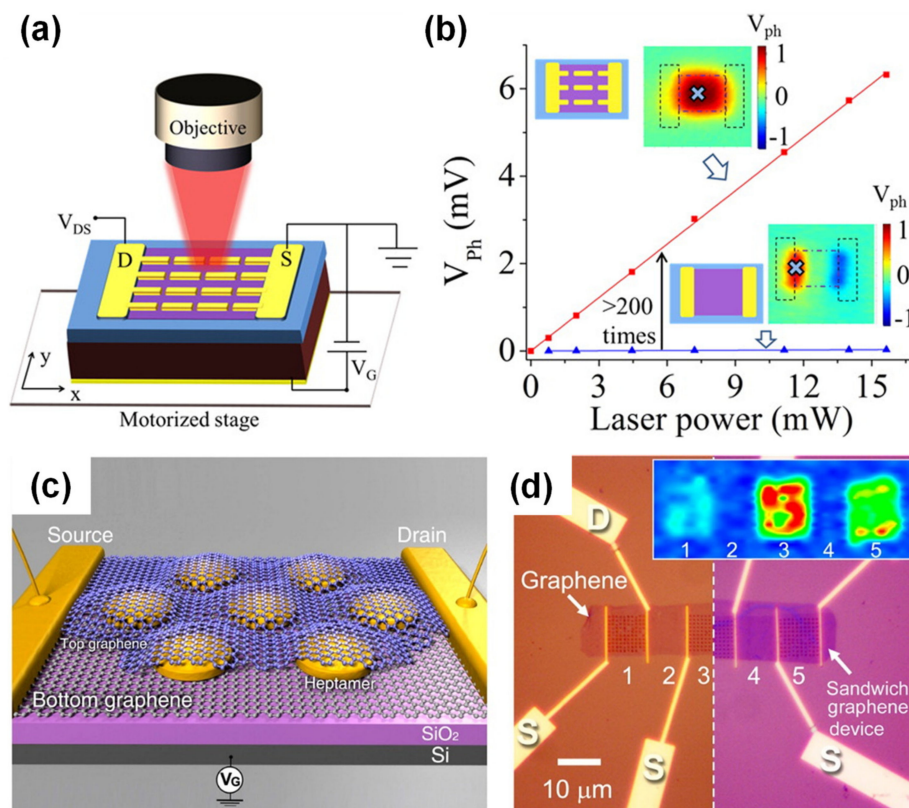 (a)
Objective
V_DS
D
S
V_G
y
x
Motorized stage
(b)
V_ph
1
0
-1
6
4
2
0
V_Ph (mV)
V_ph
1
0
-1
>200
times
0 3 6 9 12 15
Laser power (mW)
(c)
Source
Drain
Top graphene
Heptamer
Bottom graphene
SiO₂
Si
V_G
(d)
1 2 3 4 5
D
Graphene
1 2 3 4 5
Sandwich
graphene
device
S
S
S
10 μm